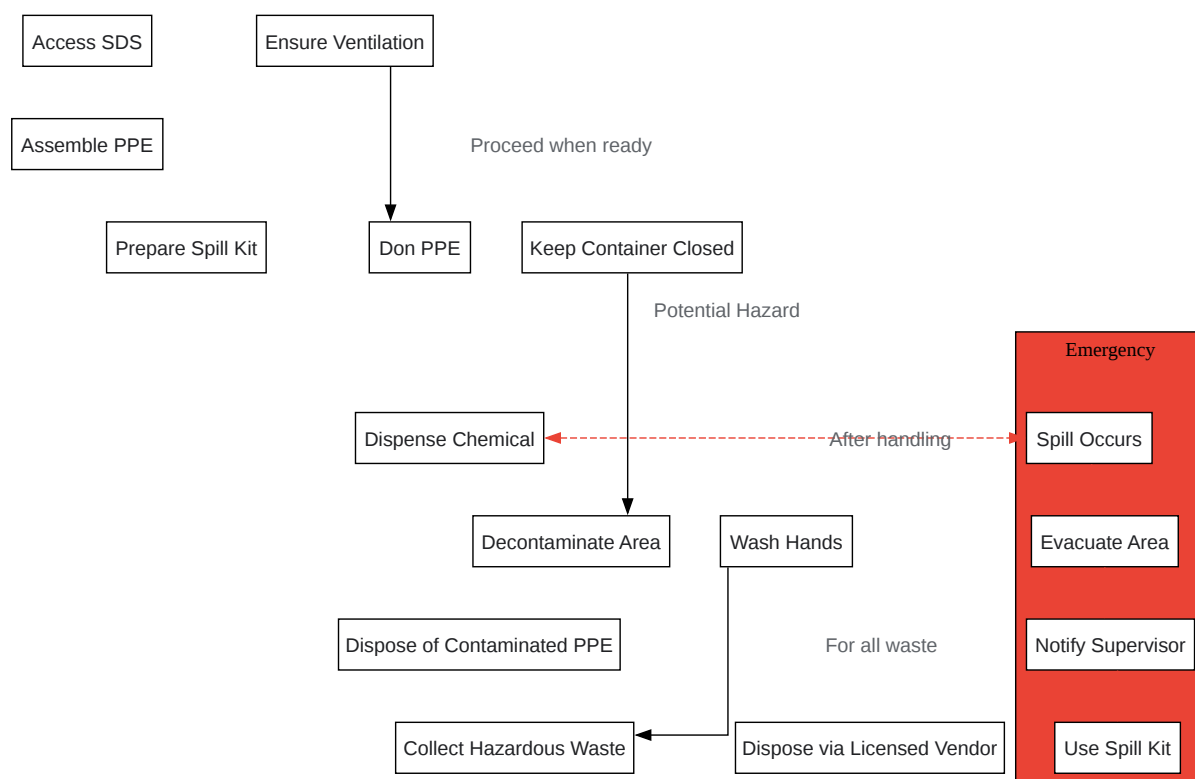 Access SDS
Ensure Ventilation
Assemble PPE
Proceed when ready
Prepare Spill Kit
Don PPE
Keep Container Closed
Potential Hazard
Emergency
Dispense Chemical
After handling
Spill Occurs
Decontaminate Area
Wash Hands
Evacuate Area
Dispose of Contaminated PPE
For all waste
Notify Supervisor
Collect Hazardous Waste
Dispose via Licensed Vendor
Use Spill Kit